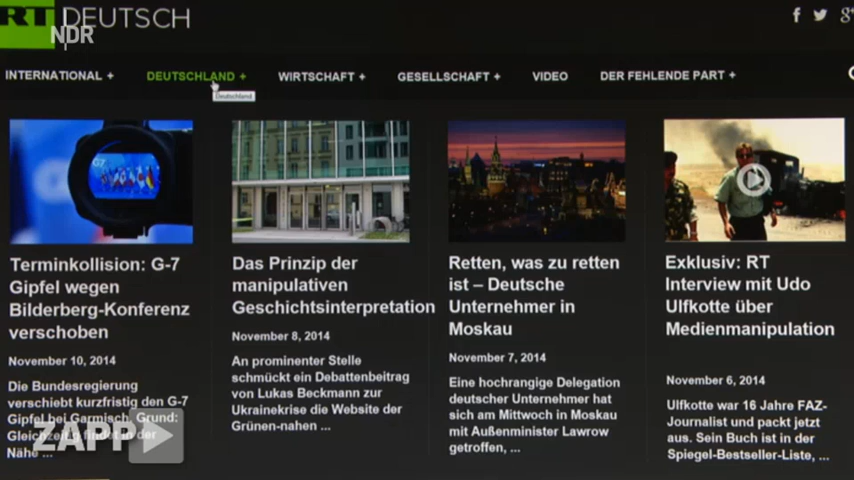 RT DEUTSCH
NDR
INTERNATIONAL +
DEUTSCHLAND +
WIRTSCHAFT +
GESELLSCHAFT +
VIDEO
DER FEHLENDE PART +
Deutschland
G7
Terminkollision: G-7
Gipfel wegen
Bilderberg-Konferenz
verschoben
November 10, 2014
Die Bundesregierung
verschiebt kurzfristig den G-7
Gipfel bei Garmisch. Grund:
Gleichzeitig findet in der
Nähe ...
Das Prinzip der
manipulativen
Geschichtsinterpretation
November 8, 2014
An prominenter Stelle
schmückt ein Debattenbeitrag
von Lukas Beckmann zur
Ukrainekrise die Website der
Grünen-nahen ...
Retten, was zu retten
ist – Deutsche
Unternehmer in
Moskau
November 7, 2014
Eine hochrangige Delegation
deutscher Unternehmer hat
sich am Mittwoch in Moskau
mit Außenminister Lawrow
getroffen, ...
Exklusiv: RT
Interview mit Udo
Ulfkotte über
Medienmanipulation
November 6, 2014
Ulfkotte war 16 Jahre FAZ-
Journalist und packt jetzt
aus. Sein Buch ist in der
Spiegel-Bestseller-Liste, ...
ZAPP